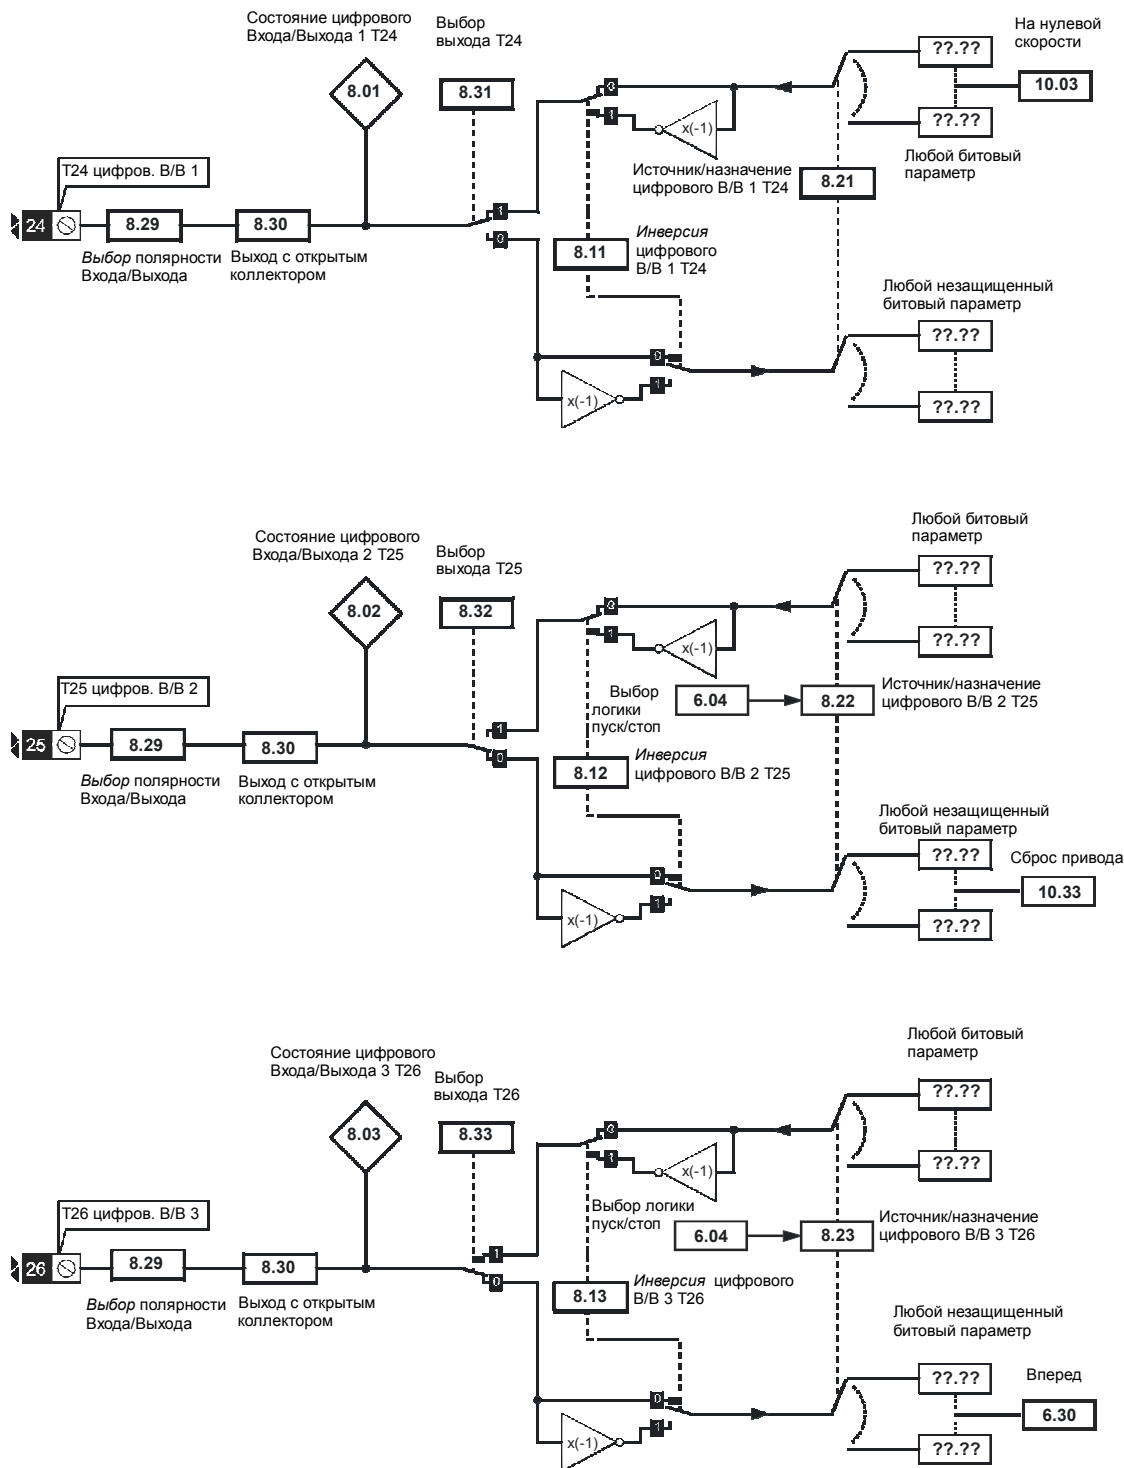 Состояние цифрового
Входа/Выхода 1 T24
Выбор
выхода T24
На нулевой
скорости
8.01
8.31
0
1
x(-1)
??.??
10.03
??.??
Источник/назначение
цифрового В/В 1 T24
8.21
Любой битовый
параметр
T24 цифров. В/В 1
24
8.29
8.30
1
0
Выбор полярности
Входа/Выхода
Выход с открытым
коллектором
8.11
Инверсия
цифрового
В/В 1 T24
Любой незащищенный
битовый параметр
??.??
0
1
x(-1)
??.??
Состояние цифрового
Входа/Выхода 2 T25
Выбор
выхода T25
Любой битовый
параметр
8.02
8.32
0
1
x(-1)
??.??
??.??
Выбор
логики
пуск/стоп
6.04
8.22
Источник/назначение
цифрового В/В 2 T25
T25 цифров. В/В 2
25
8.29
8.30
1
0
Выбор полярности
Входа/Выхода
Выход с открытым
коллектором
8.12
Инверсия
цифрового В/В 2 T25
Любой незащищенный
битовый параметр
??.??
Сброс привода
10.33
0
1
x(-1)
??.??
Состояние цифрового
Входа/Выхода 3 T26
Выбор
выхода T26
Любой битовый
параметр
8.03
8.33
0
1
x(-1)
??.??
??.??
Выбор логики
пуск/стоп
6.04
8.23
Источник/назначение
цифрового В/В 3 T26
T26 цифров. В/В 3
26
8.29
8.30
1
0
Выбор полярности
Входа/Выхода
Выход с открытым
коллектором
8.13
Инверсия цифрового
В/В 3 T26
Любой незащищенный
битовый параметр
??.??
Вперед
6.30
0
1
x(-1)
??.??